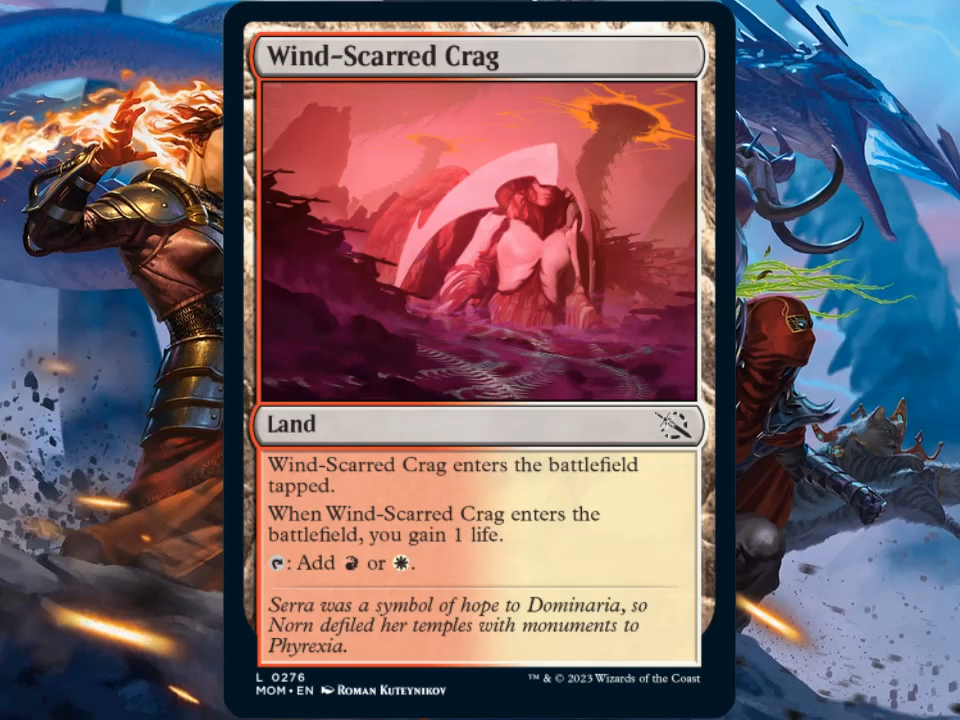 Wind-Scarred Crag
Land
Wind-Scarred Crag enters the battlefield
tapped.
When Wind-Scarred Crag enters the
battlefield, you gain 1 life.
: Add or .
Serra was a symbol of hope to Dominaria, so
Norn defiled her temples with monuments to
Phyrexia.
L 0276
MOM • EN Roman Kuteynikov
™ & © 2023 Wizards of the Coast